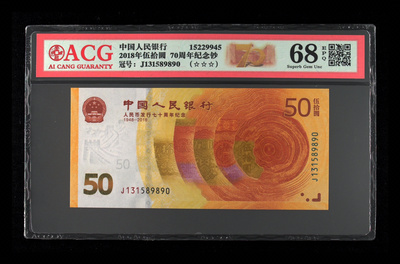 ACG
AI CANG GUARANTY
中国人民银行 15229945
2018年伍拾圆 70周年纪念钞
冠号: J131589890 (☆☆☆)
70
68 EPQ
Superb Gem Unc
中国人民银行
人民币发行七十周年纪念
1948-2018
50 伍拾圆
50
50 J131589890
J131589890